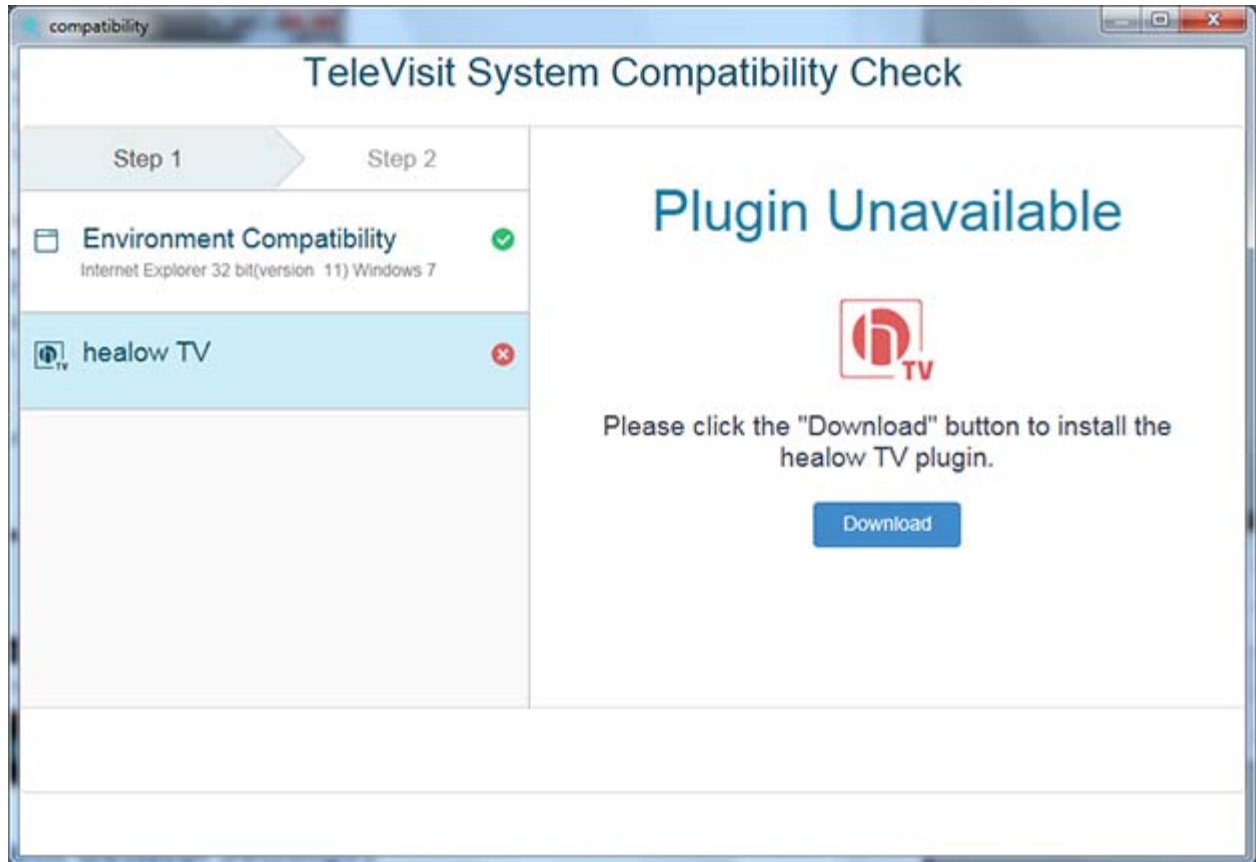 compatibility
TeleVisit System Compatibility Check
Step 1
Step 2
Environment Compatibility
Internet Explorer 32 bit(version 11) Windows 7
h TV
healow TV
Plugin Unavailable
h TV
Please click the "Download" button to install the
healow TV plugin.
Download